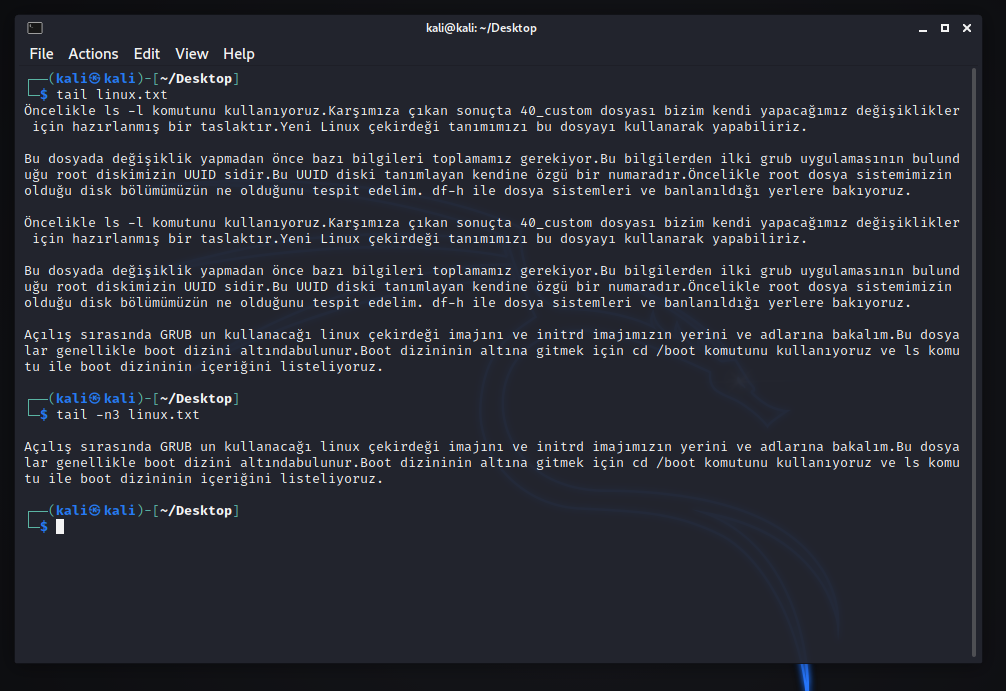 kali@kali: ~/Desktop
File Actions Edit View Help
┌──(kali㉿kali)-[~/Desktop]
└─$ tail linux.txt
Öncelikle ls -l komutunu kullanıyoruz.Karşımıza çıkan sonuçta 40_custom dosyası bizim kendi yapacağımız değişiklikler
için hazırlanmış bir taslaktır.Yeni Linux çekirdeği tanımımızı bu dosyayı kullanarak yapabiliriz.
Bu dosyada değişiklik yapmadan önce bazı bilgileri toplamamız gerekiyor.Bu bilgilerden ilki grub uygulamasının bulund
uğu root diskimizin UUID sidir.Bu UUID diski tanımlayan kendine özgü bir numaradır.Öncelikle root dosya sistemimizin
olduğu disk bölümümüzün ne olduğunu tespit edelim. df-h ile dosya sistemleri ve banlanıldığı yerlere bakıyoruz.
Öncelikle ls -l komutunu kullanıyoruz.Karşımıza çıkan sonuçta 40_custom dosyası bizim kendi yapacağımız değişiklikler
için hazırlanmış bir taslaktır.Yeni Linux çekirdeği tanımımızı bu dosyayı kullanarak yapabiliriz.
Bu dosyada değişiklik yapmadan önce bazı bilgileri toplamamız gerekiyor.Bu bilgilerden ilki grub uygulamasının bulund
uğu root diskimizin UUID sidir.Bu UUID diski tanımlayan kendine özgü bir numaradır.Öncelikle root dosya sistemimizin
olduğu disk bölümümüzün ne olduğunu tespit edelim. df-h ile dosya sistemleri ve banlanıldığı yerlere bakıyoruz.
Açılış sırasında GRUB un kullanacağı linux çekirdeği imajını ve initrd imajımızın yerini ve adlarına bakalım.Bu dosya
lar genellikle boot dizini altındabulunur.Boot dizininin altına gitmek için cd /boot komutunu kullanıyoruz ve ls komu
tu ile boot dizininin içeriğini listeliyoruz.
┌──(kali㉿kali)-[~/Desktop]
└─$ tail -n3 linux.txt
Açılış sırasında GRUB un kullanacağı linux çekirdeği imajını ve initrd imajımızın yerini ve adlarına bakalım.Bu dosya
lar genellikle boot dizini altındabulunur.Boot dizininin altına gitmek için cd /boot komutunu kullanıyoruz ve ls komu
tu ile boot dizininin içeriğini listeliyoruz.
┌──(kali㉿kali)-[~/Desktop]
└─$